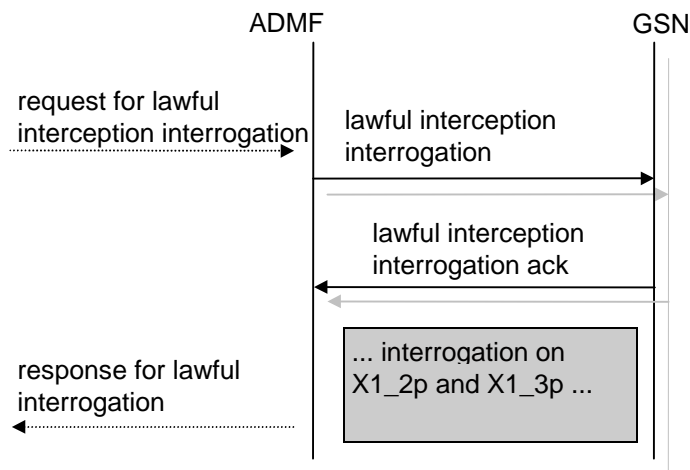 ADMF
GSN
request for lawful
interception interrogation
lawful interception
interrogation
lawful interception
interrogation ack
... interrogation on
X1_2p and X1_3p ...
response for lawful
interrogation